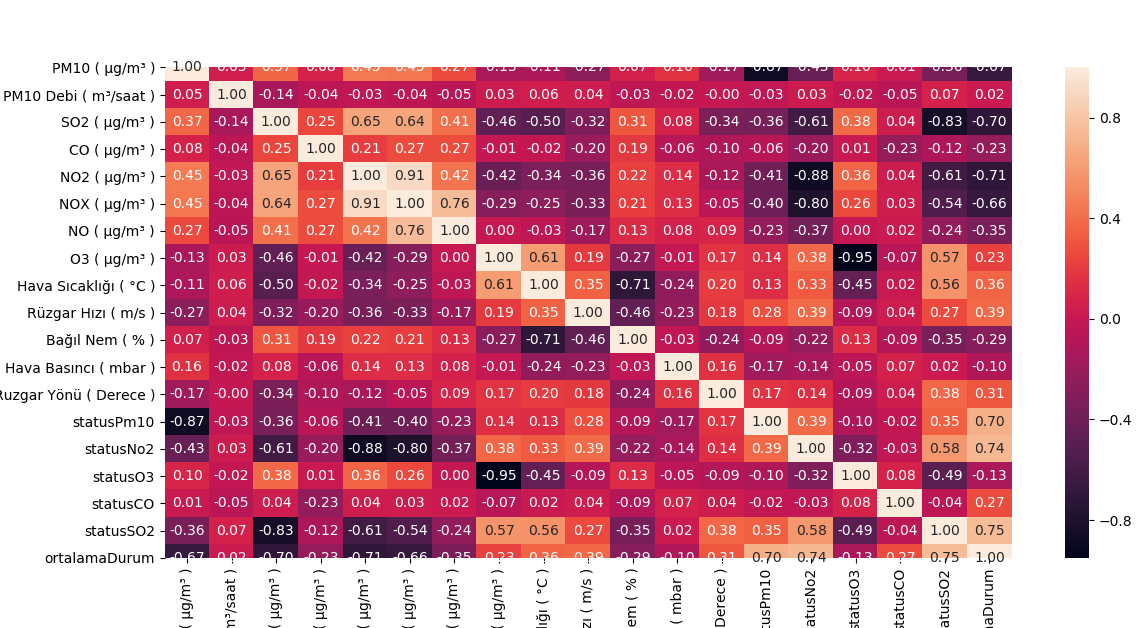 PM10 ( µg/m³ ) 1.00
PM10 Debi ( m³/saat ) 0.05 1.00 -0.14 -0.04 -0.03 -0.04 -0.05 0.03 0.06 0.04 -0.03 -0.02 -0.00 -0.03 0.03 -0.02 -0.05 0.07 0.02
SO2 ( µg/m³ ) 0.37 -0.14 1.00 0.25 0.65 0.64 0.41 -0.46 -0.50 -0.32 0.31 0.08 -0.34 -0.36 -0.61 0.38 0.04 -0.83 -0.70
CO ( µg/m³ ) 0.08 -0.04 0.25 1.00 0.21 0.27 0.27 -0.01 -0.02 -0.20 0.19 -0.06 -0.10 -0.06 -0.20 0.01 -0.23 -0.12 -0.23
NO2 ( µg/m³ ) 0.45 -0.03 0.65 0.21 1.00 0.91 0.42 -0.42 -0.34 -0.36 0.22 0.14 -0.12 -0.41 -0.88 0.36 0.04 -0.61 -0.71
NOX ( µg/m³ ) 0.45 -0.04 0.64 0.27 0.91 1.00 0.76 -0.29 -0.25 -0.33 0.21 0.13 -0.05 -0.40 -0.80 0.26 0.03 -0.54 -0.66
NO ( µg/m³ ) 0.27 -0.05 0.41 0.27 0.42 0.76 1.00 0.00 -0.03 -0.17 0.13 0.08 0.09 -0.23 -0.37 0.00 0.02 -0.24 -0.35
O3 ( µg/m³ ) -0.13 0.03 -0.46 -0.01 -0.42 -0.29 0.00 1.00 0.61 0.19 -0.27 -0.01 0.17 0.14 0.38 -0.95 -0.07 0.57 0.23
Hava Sıcaklığı ( °C ) -0.11 0.06 -0.50 -0.02 -0.34 -0.25 -0.03 0.61 1.00 0.35 -0.71 -0.24 0.20 0.13 0.33 -0.45 0.02 0.56 0.36
Rüzgar Hızı ( m/s ) -0.27 0.04 -0.32 -0.20 -0.36 -0.33 -0.17 0.19 0.35 1.00 -0.46 -0.23 0.18 0.28 0.39 -0.09 0.04 0.27 0.39
Bağıl Nem ( % ) 0.07 -0.03 0.31 0.19 0.22 0.21 0.13 -0.27 -0.71 -0.46 1.00 -0.03 -0.24 -0.09 -0.22 0.13 -0.09 -0.35 -0.29
Hava Basıncı ( mbar ) 0.16 -0.02 0.08 -0.06 0.14 0.13 0.08 -0.01 -0.24 -0.23 -0.03 1.00 0.16 -0.17 -0.14 -0.05 0.07 0.02 -0.10
Yönü ( Derece ) -0.17 -0.00 -0.34 -0.10 -0.12 -0.05 0.09 0.17 0.20 0.18 -0.24 0.16 1.00 0.17 0.14 -0.09 0.04 0.38 0.31
statusPm10 -0.87 -0.03 -0.36 -0.06 -0.41 -0.40 -0.23 0.14 0.13 0.28 -0.09 -0.17 0.17 1.00 0.39 -0.10 -0.02 0.35 0.70
statusNo2 -0.43 0.03 -0.61 -0.20 -0.88 -0.80 -0.37 0.38 0.33 0.39 -0.22 -0.14 0.14 0.39 1.00 -0.32 -0.03 0.58 0.74
statusO3 0.10 -0.02 0.38 0.01 0.36 0.26 0.00 -0.95 -0.45 -0.09 0.13 -0.05 -0.09 -0.10 -0.32 1.00 0.08 -0.49 -0.13
statusCO 0.01 -0.05 0.04 -0.23 0.04 0.03 0.02 -0.07 0.02 0.04 -0.09 0.07 0.04 -0.02 -0.03 0.08 1.00 -0.04 0.27
statusSO2 -0.36 0.07 -0.83 -0.12 -0.61 -0.54 -0.24 0.57 0.56 0.27 -0.35 0.02 0.38 0.35 0.58 -0.49 -0.04 1.00 0.75
ortalamaDurum 0.70 0.74 0.75 1.00
0.8
0.4
0.0
−0.4
−0.8
( µg/m³ )
m³/saat )
( µg/m³ )
( µg/m³ )
( µg/m³ )
( µg/m³ )
( µg/m³ )
( µg/m³ )
( °C )
( m/s )
( % )
( mbar )
Derece )